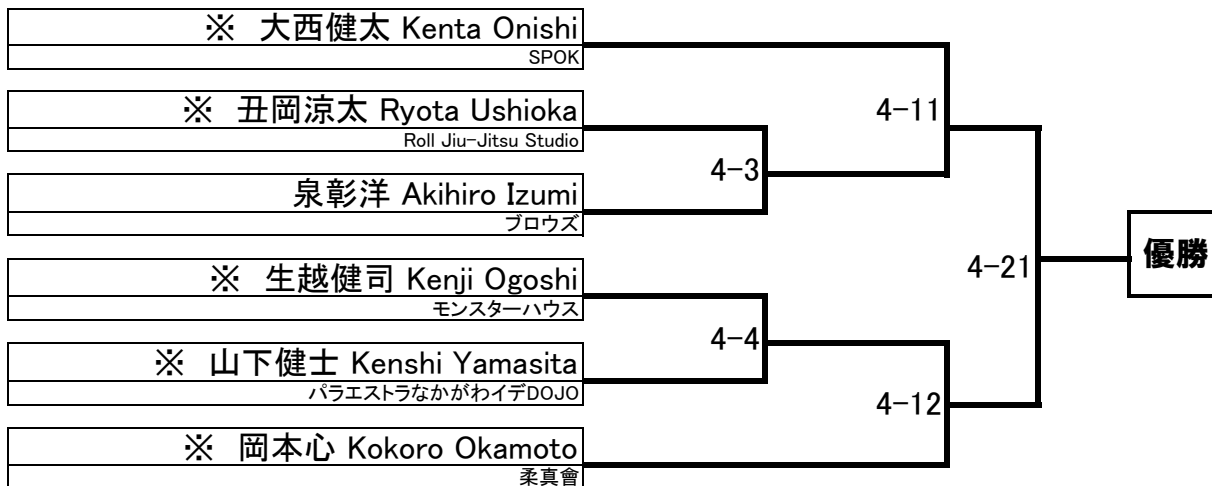 ※ 大西健太 Kenta Onishi
SPOK
※ 丑岡涼太 Ryota Ushioka
Roll Jiu-Jitsu Studio
泉彰洋 Akihiro Izumi
ブロウズ
※ 生越健司 Kenji Ogoshi
モンスターハウス
※ 山下健士 Kenshi Yamasita
パラエストラなかがわイデDOJO
※ 岡本心 Kokoro Okamoto
柔真會
4-3
4-4
4-11
4-12
4-21
優勝